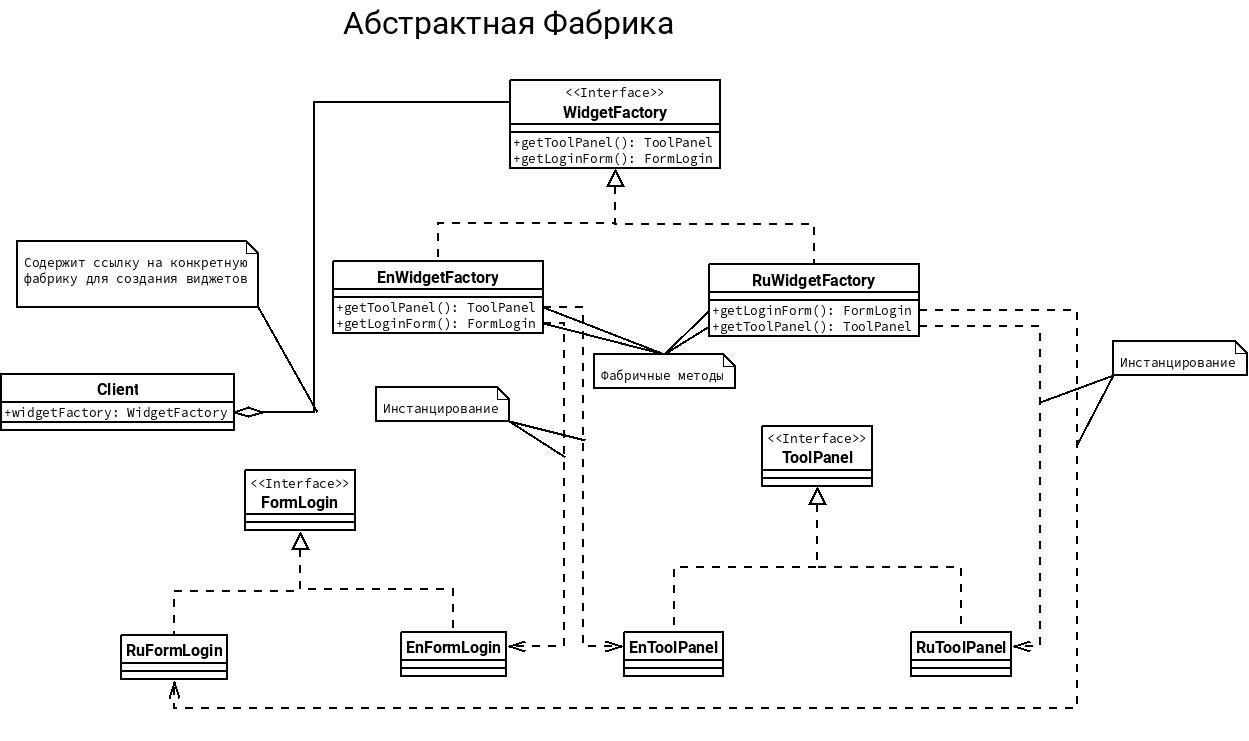 Абстрактная Фабрика
<<Interface>>
WidgetFactory
+getToolPanel(): ToolPanel
+getLoginForm(): FormLogin
Содержит ссылку на конкретную
фабрику для создания виджетов
EnWidgetFactory
+getToolPanel(): ToolPanel
+getLoginForm(): FormLogin
RuWidgetFactory
+getLoginForm(): FormLogin
+getToolPanel(): ToolPanel
Фабричные методы
Инстанцирование
Client
+widgetFactory: WidgetFactory
Инстанцирование
<<Interface>>
ToolPanel
<<Interface>>
FormLogin
RuFormLogin
EnFormLogin
EnToolPanel
RuToolPanel